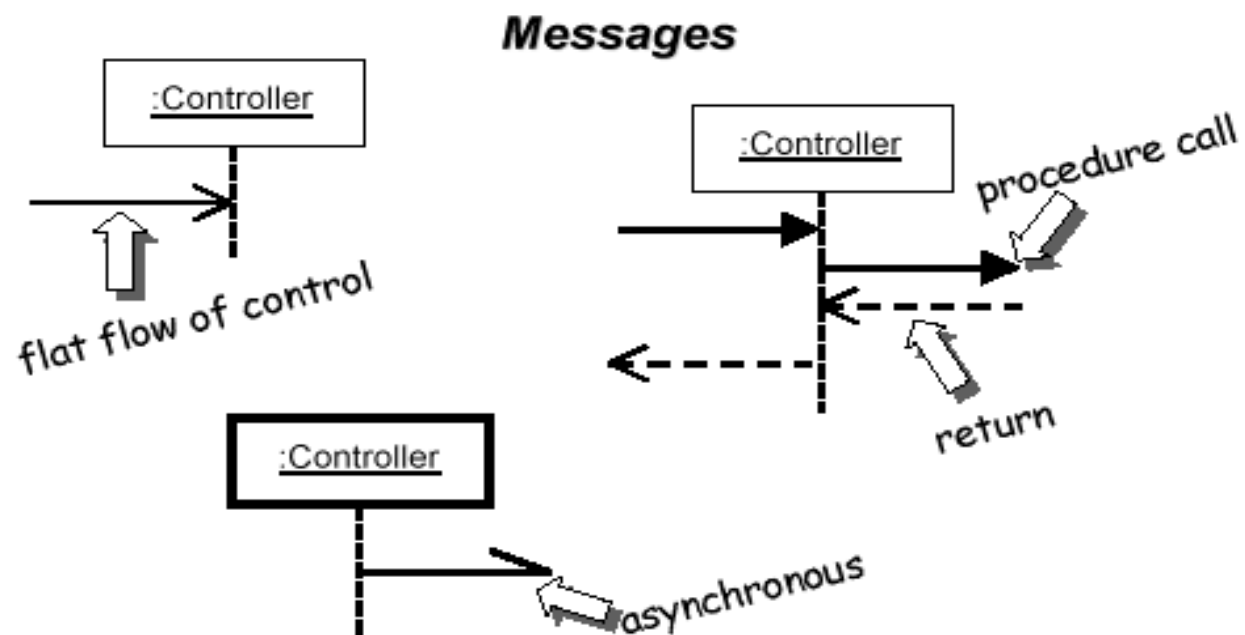 Messages
:Controller
:Controller
procedure call
flat flow of control
return
:Controller
asynchronous